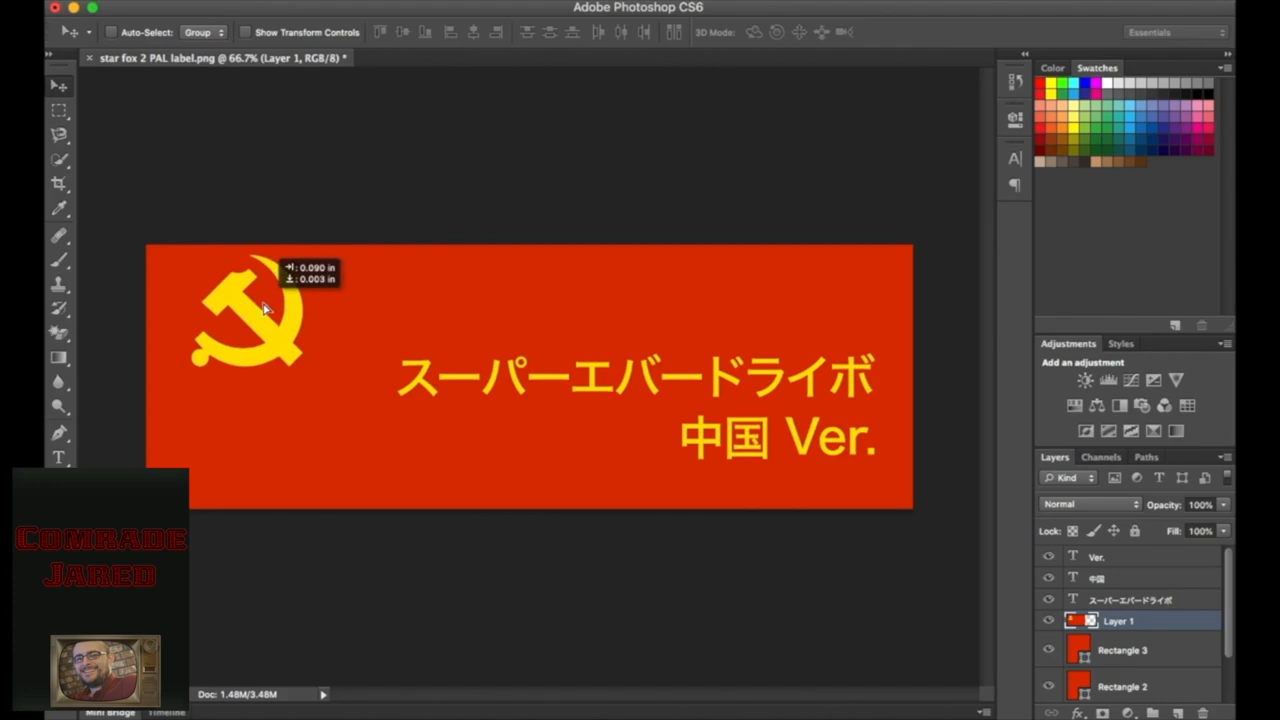 Adobe Photoshop CS6
Auto-Select: Group Show Transform Controls 3D Mode: Essentials
× star fox 2 PAL label.png @ 66.7% (Layer 1, RGB/8) *
Color Swatches
: 0.090 in
: 0.003 in
スーパーエバードライボ
中国 Ver.
Adjustments Styles
Add an adjustment
Layers Channels Paths
Kind
Normal Opacity: 100%
Lock: Fill: 100%
T Ver.
T 中国
T スーパーエバードライボ
Layer 1
Rectangle 3
Rectangle 2
Comrade
Jared
Doc: 1.48M/3.48M
Mini Bridge Timeline